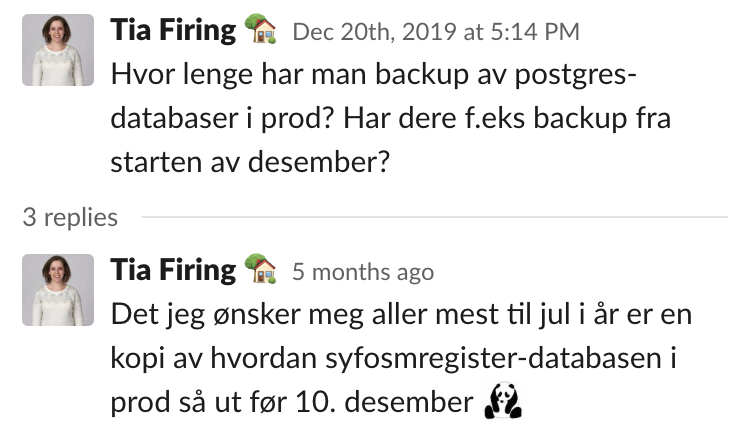 Tia Firing Dec 20th, 2019 at 5:14 PM
Hvor lenge har man backup av postgres-
databaser i prod? Har dere f.eks backup fra
starten av desember?
3 replies
Tia Firing 5 months ago
Det jeg ønsker meg aller mest til jul i år er en
kopi av hvordan syfosmregister-databasen i
prod så ut før 10. desember